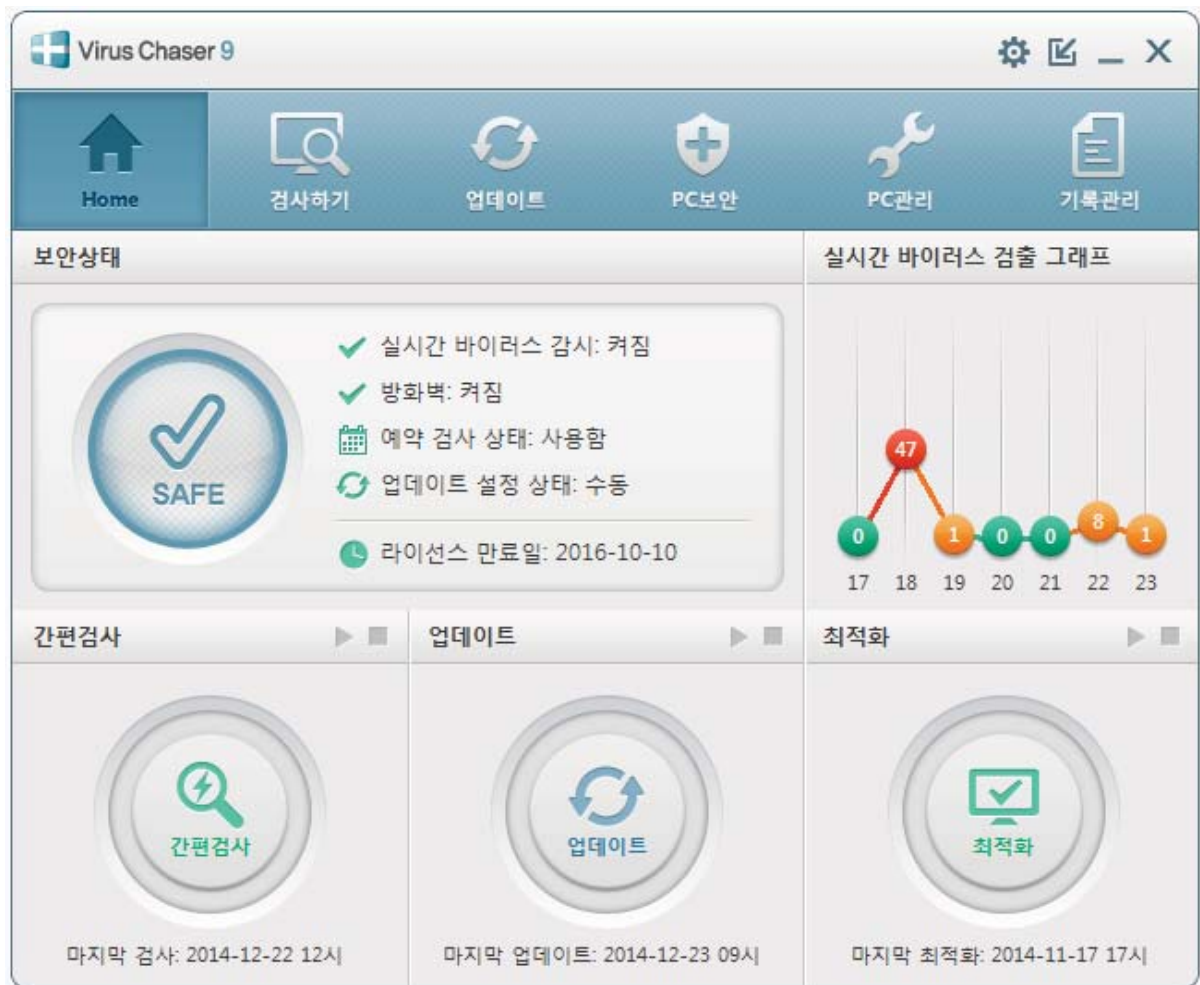 Virus Chaser 9
Home
검사하기
업데이트
PC보안
PC관리
기록관리
보안상태
SAFE
실시간 바이러스 감시: 켜짐
방화벽: 켜짐
예약 검사 상태: 사용함
업데이트 설정 상태: 수동
라이선스 만료일: 2016-10-10
실시간 바이러스 검출 그래프
0 47 1 0 0 8 1
17 18 19 20 21 22 23
간편검사
간편검사
마지막 검사: 2014-12-22 12시
업데이트
업데이트
마지막 업데이트: 2014-12-23 09시
최적화
최적화
마지막 최적화: 2014-11-17 17시